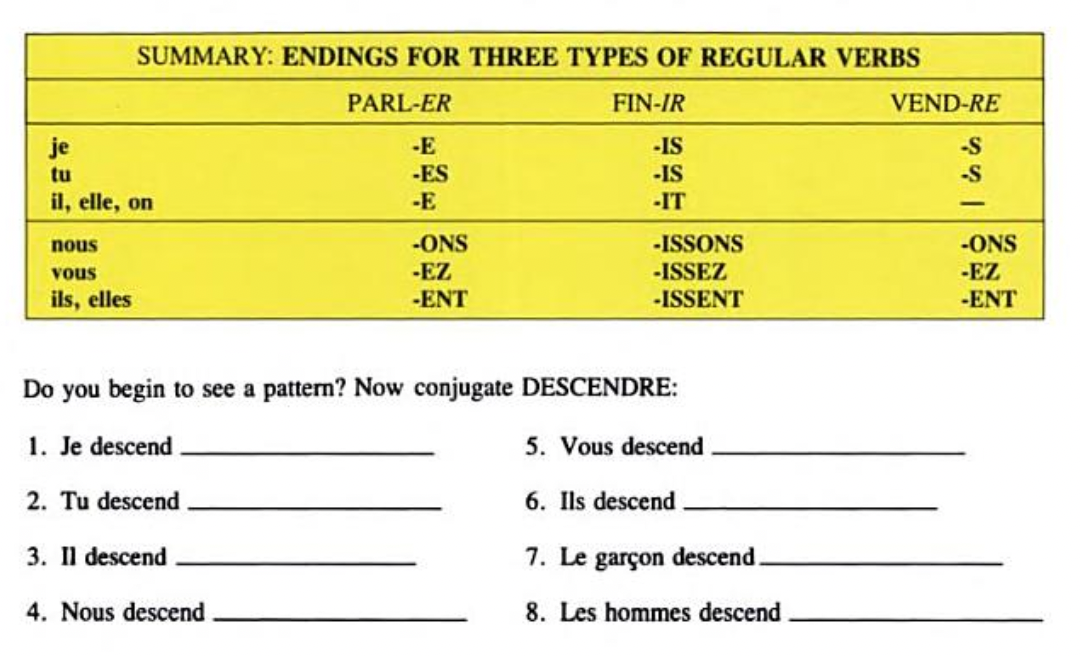 SUMMARY: ENDINGS FOR THREE TYPES OF REGULAR VERBS
PARL-ER FIN-IR VEND-RE
je -E -IS -S
tu -ES -IS -S
il, elle, on -E -IT —
nous -ONS -ISSONS -ONS
vous -EZ -ISSEZ -EZ
ils, elles -ENT -ISSENT -ENT
Do you begin to see a pattern? Now conjugate DESCENDRE:
1. Je descend ____________ 5. Vous descend ____________
2. Tu descend ____________ 6. Ils descend ____________
3. Il descend ____________ 7. Le garçon descend ____________
4. Nous descend ____________ 8. Les hommes descend ____________